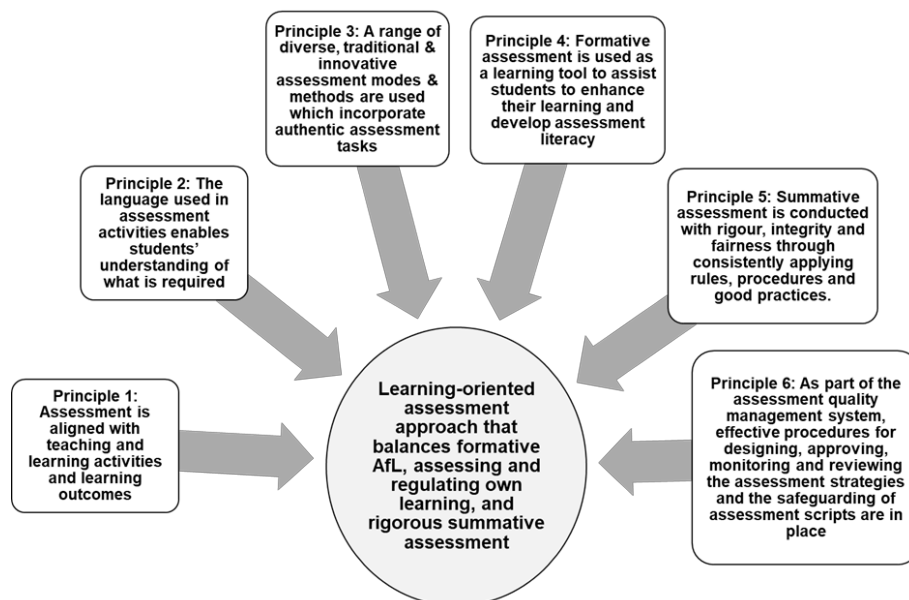 Principle 1:
Assessment is
aligned with
teaching and
learning activities
and learning
outcomes
Principle 2: The
language used in
assessment
activities enables
students’
understanding of
what is required
Principle 3: A range of
diverse, traditional &
innovative
assessment modes &
methods are used
which incorporate
authentic assessment
tasks
Principle 4: Formative
assessment is used as
a learning tool to assist
students to enhance
their learning and
develop assessment
literacy
Principle 5: Summative
assessment is conducted
with rigour, integrity and
fairness through
consistently applying
rules, procedures and
good practices.
Principle 6: As part of the
assessment quality
management system,
effective procedures for
designing, approving,
monitoring and reviewing
the assessment strategies
and the safeguarding of
assessment scripts are in
place
Learning-oriented
assessment
approach that
balances formative
AfL, assessing and
regulating own
learning, and
rigorous summative
assessment